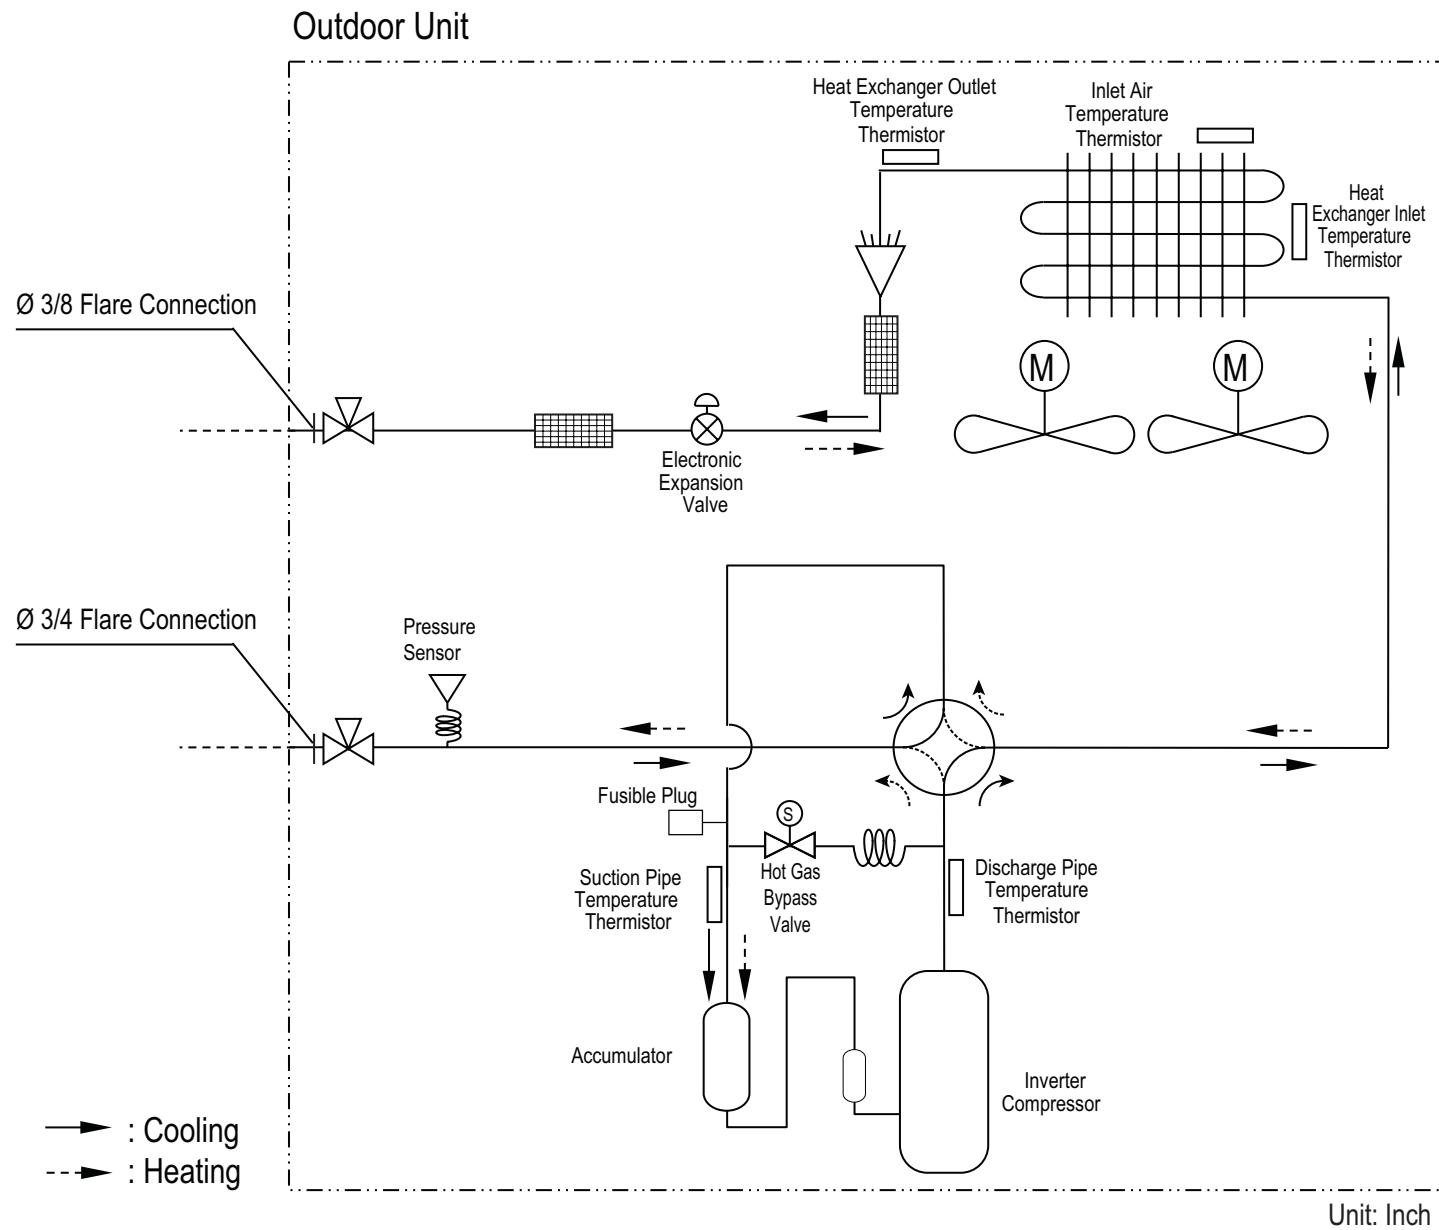 Outdoor Unit
Heat Exchanger Outlet
Temperature
Thermistor
Inlet Air
Temperature
Thermistor
Heat
Exchanger Inlet
Temperature
Thermistor
Ø 3/8 Flare Connection
M
M
Electronic
Expansion
Valve
Ø 3/4 Flare Connection
Pressure
Sensor
Fusible Plug
S
Hot Gas
Bypass
Valve
Suction Pipe
Temperature
Thermistor
Discharge Pipe
Temperature
Thermistor
Accumulator
Inverter
Compressor
: Cooling
: Heating
Unit: Inch